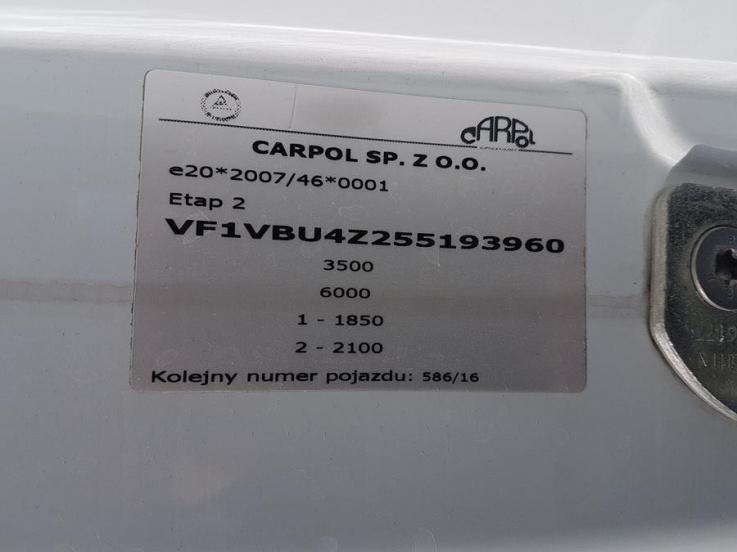 CARPOL
CARPOL SP. Z O.O.
e20*2007/46*0001
Etap 2
VF1VBU4Z255193960
3500
6000
1 - 1850
2 - 2100
Kolejny numer pojazdu: 586/16